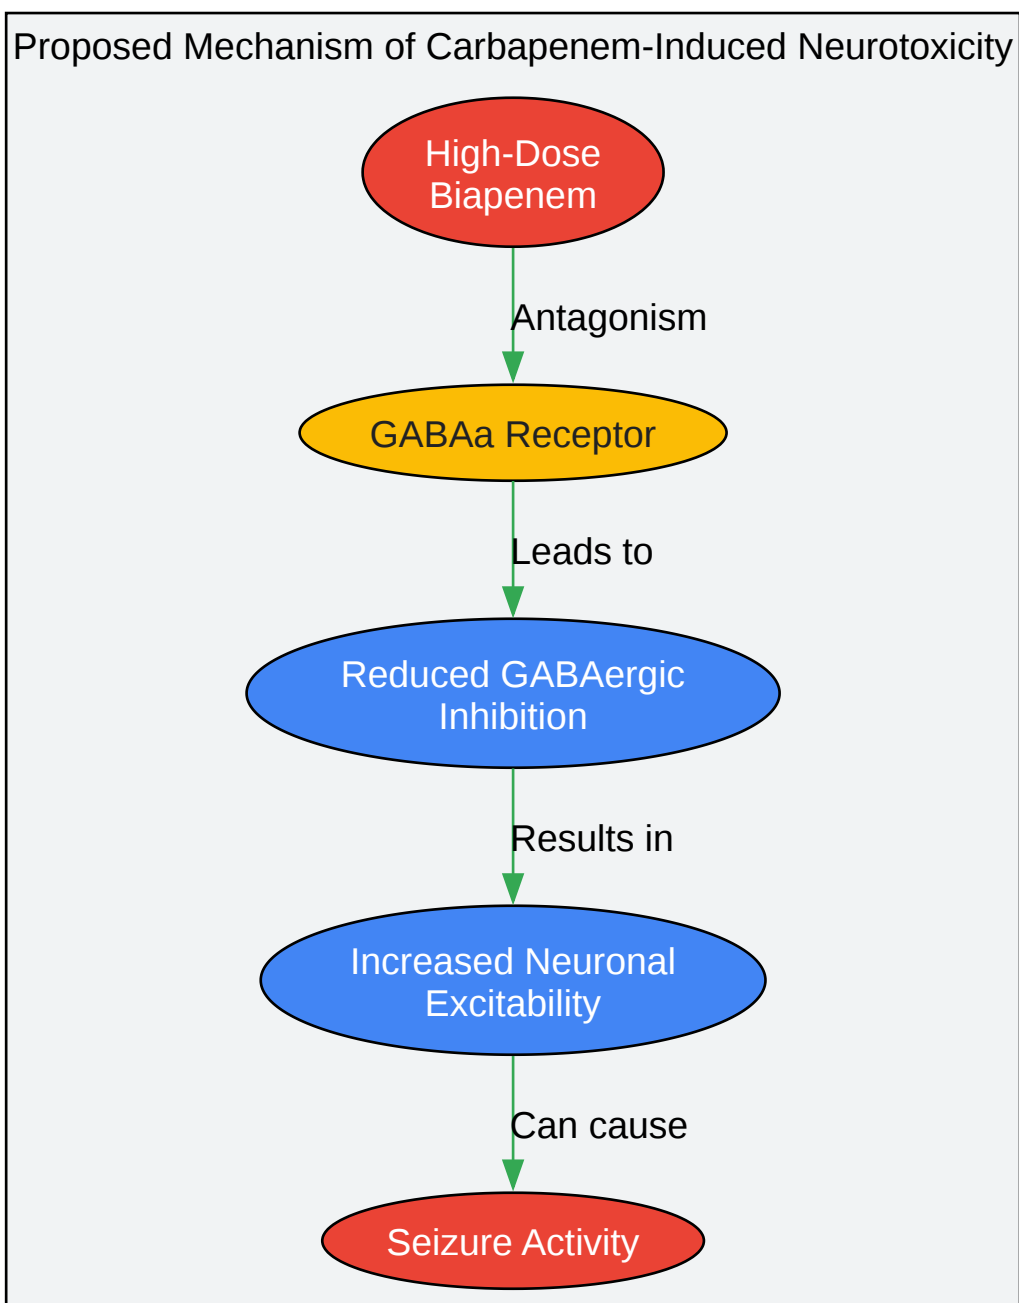 Proposed Mechanism of Carbapenem-Induced Neurotoxicity
High-Dose
Biapenem
Antagonism
GABAa Receptor
Leads to
Reduced GABAergic
Inhibition
Results in
Increased Neuronal
Excitability
Can cause
Seizure Activity